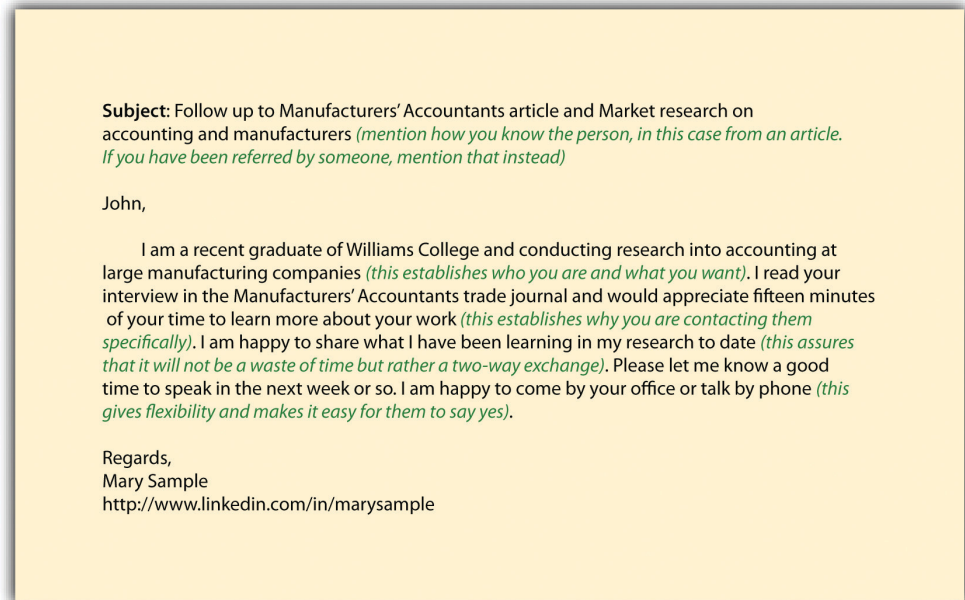 Subject: Follow up to Manufacturers’ Accountants article and Market research on
accounting and manufacturers (mention how you know the person, in this case from an article.
If you have been referred by someone, mention that instead)
John,
I am a recent graduate of Williams College and conducting research into accounting at
large manufacturing companies (this establishes who you are and what you want). I read your
interview in the Manufacturers’ Accountants trade journal and would appreciate fifteen minutes
of your time to learn more about your work (this establishes why you are contacting them
specifically). I am happy to share what I have been learning in my research to date (this assures
that it will not be a waste of time but rather a two-way exchange). Please let me know a good
time to speak in the next week or so. I am happy to come by your office or talk by phone (this
gives flexibility and makes it easy for them to say yes).
Regards,
Mary Sample
http://www.linkedin.com/in/marysample